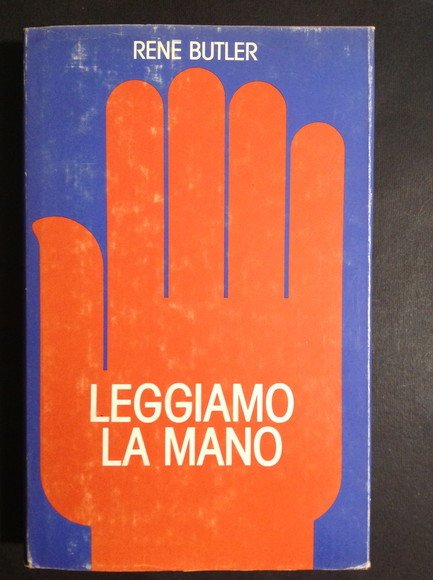 RENE BUTLER
LEGGIAMO
LA MANO